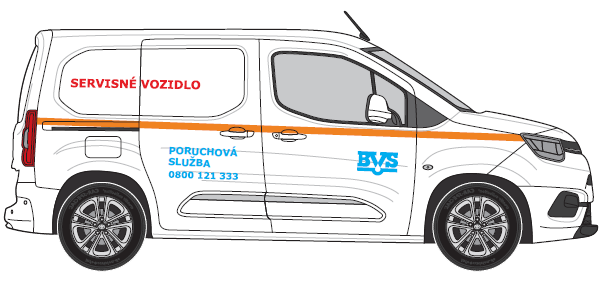 SERVISNÉ VOZIDLO
PORUCHOVÁ
SLUŽBA
0800 121 333
BVS